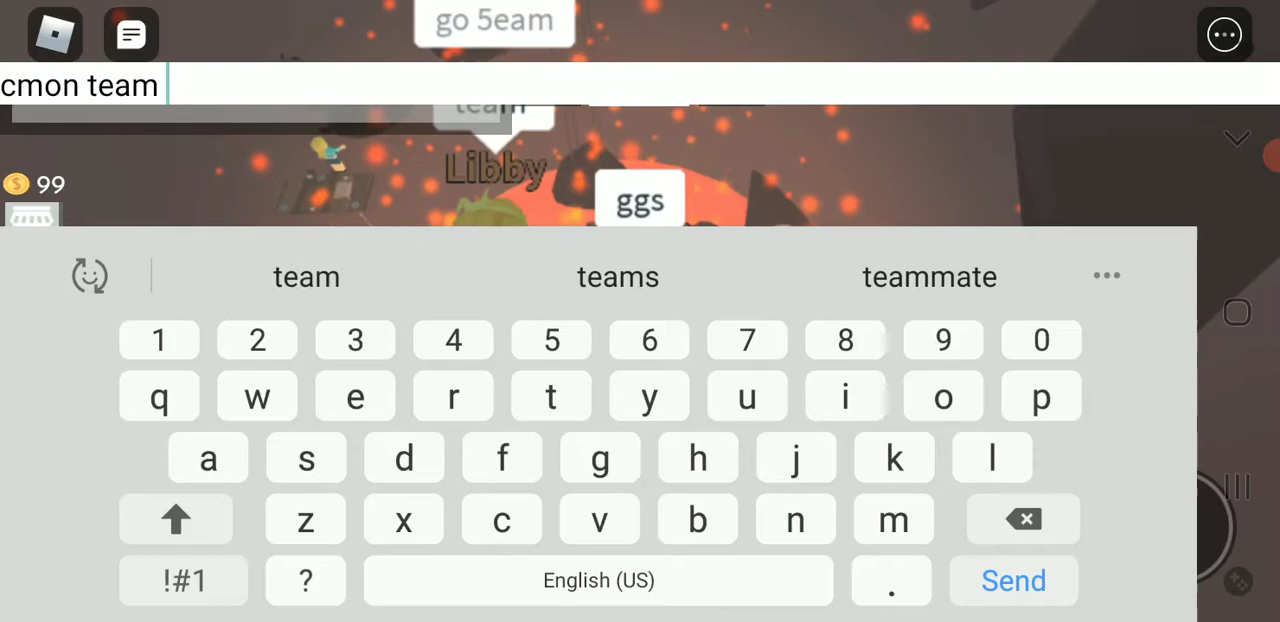 go 5eam
cmon team
team
Libby
99
ggs
team teams teammate
1 2 3 4 5 6 7 8 9 0
q w e r t y u i o p
a s d f g h j k l
z x c v b n m
!#1 ? English (US) . Send